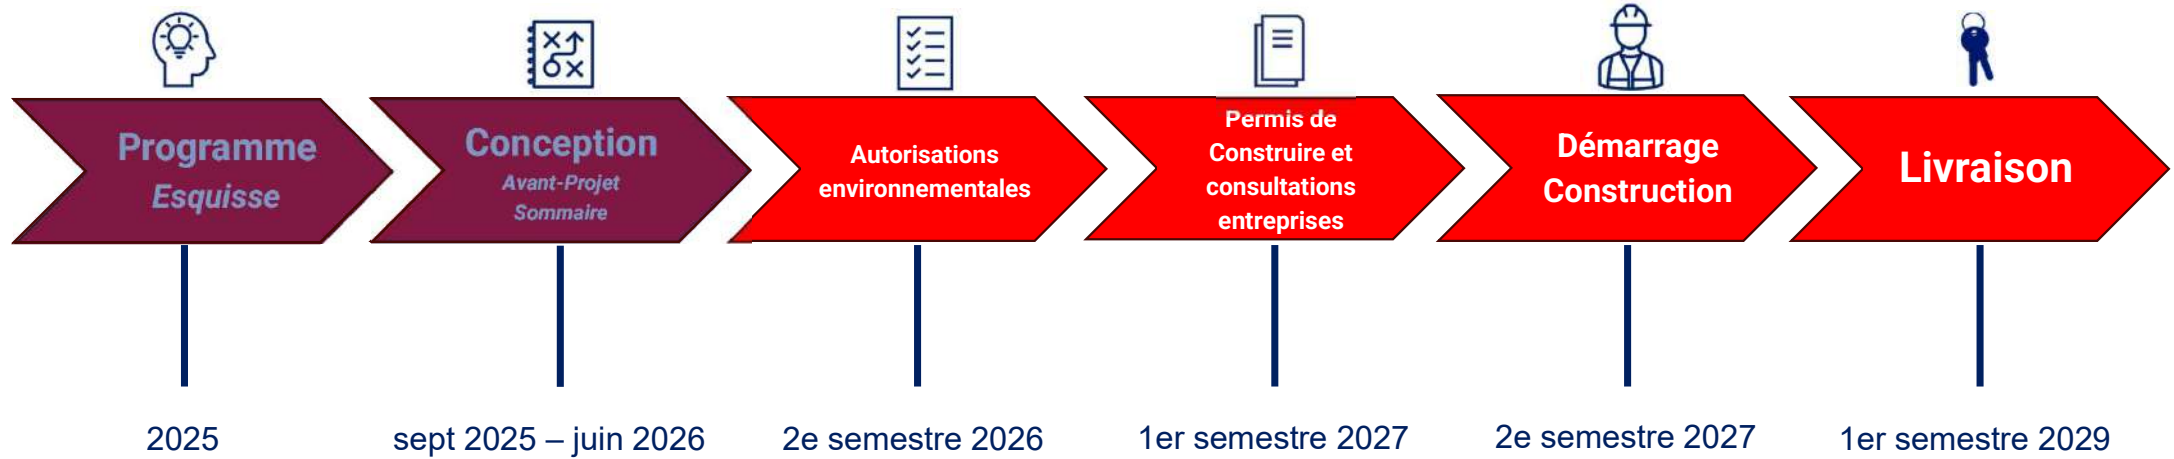 Programme
Esquisse
Conception
Avant-Projet
Sommaire
Autorisations
environnementales
Permis de
Construire et
consultations
entreprises
Démarrage
Construction
Livraison
2025
sept 2025 – juin 2026
2e semestre 2026
1er semestre 2027
2e semestre 2027
1er semestre 2029